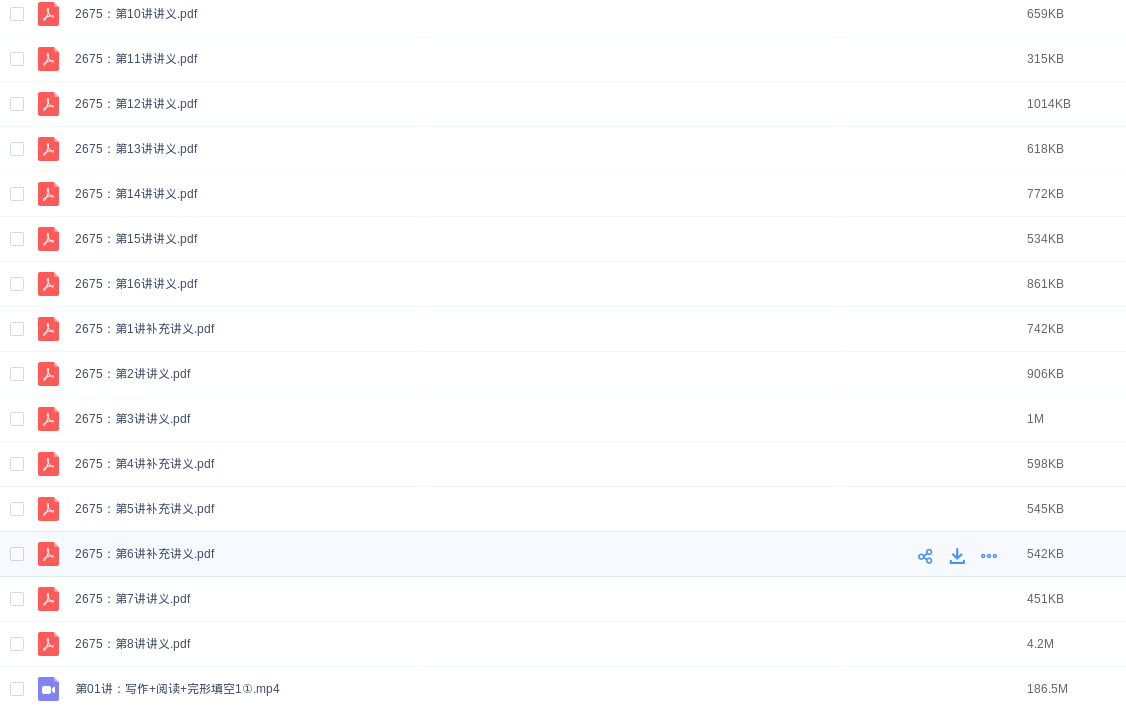 2675：第10讲讲义.pdf 659KB
2675：第11讲讲义.pdf 315KB
2675：第12讲讲义.pdf 1014KB
2675：第13讲讲义.pdf 618KB
2675：第14讲讲义.pdf 772KB
2675：第15讲讲义.pdf 534KB
2675：第16讲讲义.pdf 861KB
2675：第1讲补充讲义.pdf 742KB
2675：第2讲讲义.pdf 906KB
2675：第3讲讲义.pdf 1M
2675：第4讲补充讲义.pdf 598KB
2675：第5讲补充讲义.pdf 545KB
2675：第6讲补充讲义.pdf 542KB
2675：第7讲讲义.pdf 451KB
2675：第8讲讲义.pdf 4.2M
第01讲：写作+阅读+完形填空1①.mp4 186.5M